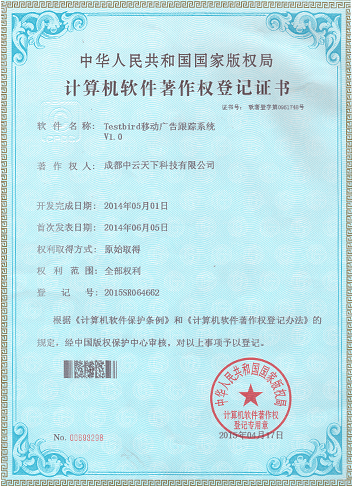 中华人民共和国国家版权局
计算机软件著作权登记证书
证书号: 软著登字第0951748号
软件名称: Testbird移动广告跟踪系统
V1.0
著作权人: 成都中云天下科技有限公司
开发完成日期: 2014年05月01日
首次发表日期: 2014年06月05日
权利取得方式: 原始取得
权利范围: 全部权利
登记号: 2015SR064662
根据《计算机软件保护条例》和《计算机软件著作权登记办法》的
规定,经中国版权保护中心审核,对以上事项予以登记。
中华人民共和国国家版权局
计算机软件著作权
登记专用章
2015年04月17日
No. 00693298